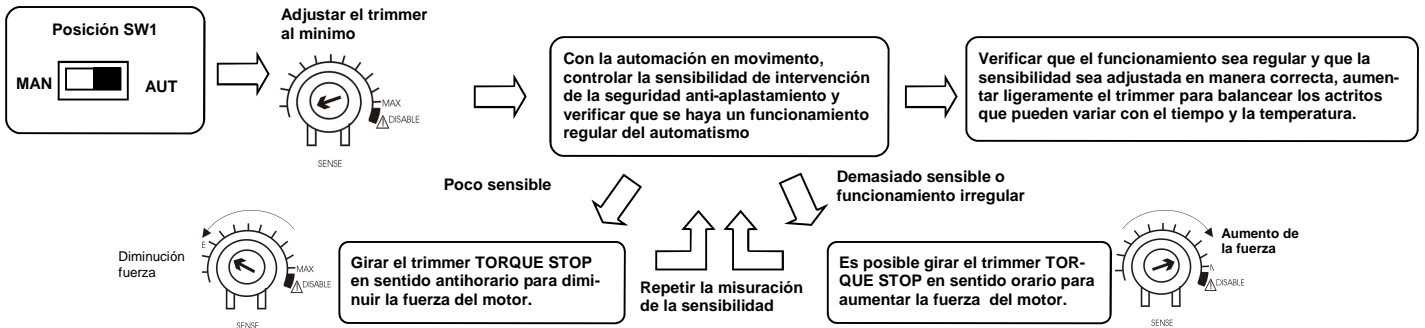 Posición SW1
MAN
AUT
Adjustar el trimmer
al minimo
MAX
DISABLE
SENSE
Con la automación en movimento,
controlar la sensibilidad de intervención
de la seguridad anti-aplastamiento y
verificar que se haya un funcionamiento
regular del automatismo
Verificar que el funcionamiento sea regular y que la
sensibilidad sea adjustada en manera correcta, aumen-
tar ligeramente el trimmer para balancear los actritos
que pueden variar con el tiempo y la temperatura.
Poco sensible
Demasiado sensible o
funcionamiento irregular
Diminución
fuerza
E
MAX
DISABLE
SENSE
Girar el trimmer TORQUE STOP
en sentido antihorario para dimi-
nuir la fuerza del motor.
Repetir la misuración
de la sensibilidad
Es posible girar el trimmer TOR-
QUE STOP en sentido orario para
aumentar la fuerza  del motor.
Aumento de
la fuerza
DISABLE
SENSE